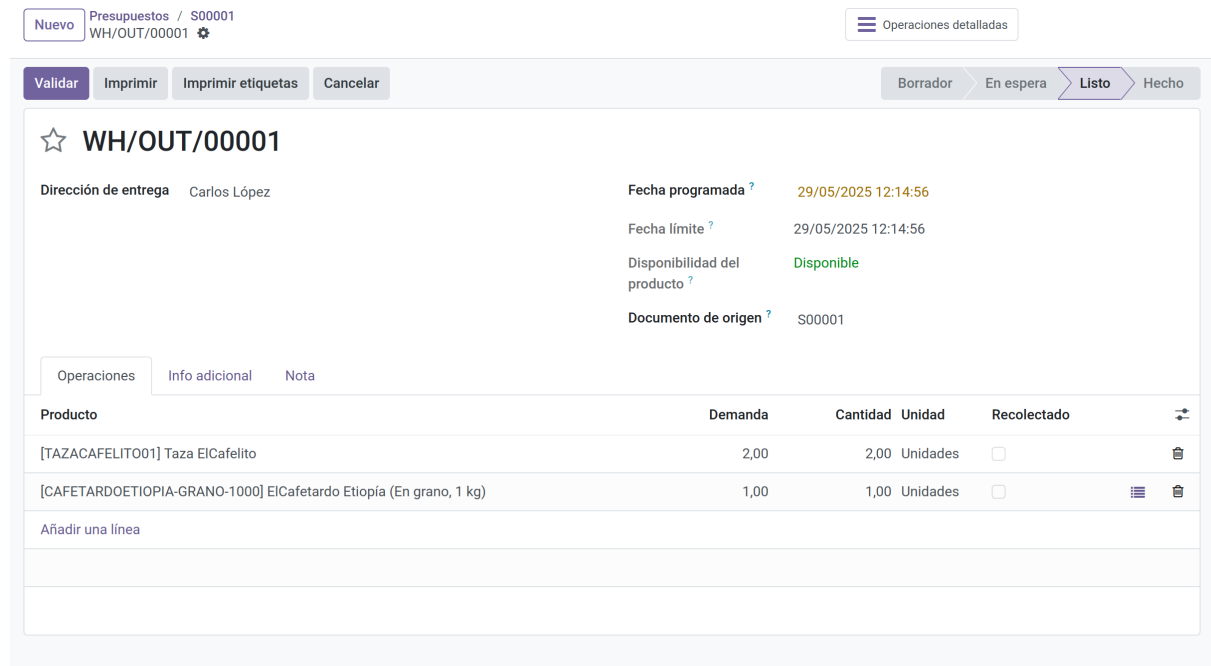 Nuevo
Presupuestos / S00001
WH/OUT/00001
Operaciones detalladas
Validar Imprimir Imprimir etiquetas Cancelar
Borrador En espera Listo Hecho
WH/OUT/00001
Dirección de entrega Carlos López
Fecha programada ? 29/05/2025 12:14:56
Fecha límite ? 29/05/2025 12:14:56
Disponibilidad del
producto ? Disponible
Documento de origen ? S00001
Operaciones Info adicional Nota
Producto Demanda Cantidad Unidad Recolectado
[TAZACAFELITO01] Taza ElCafelito 2,00 2,00 Unidades
[CAFETARDOETIOPIA-GRANO-1000] ElCafetardo Etiopía (En grano, 1 kg) 1,00 1,00 Unidades
Añadir una línea